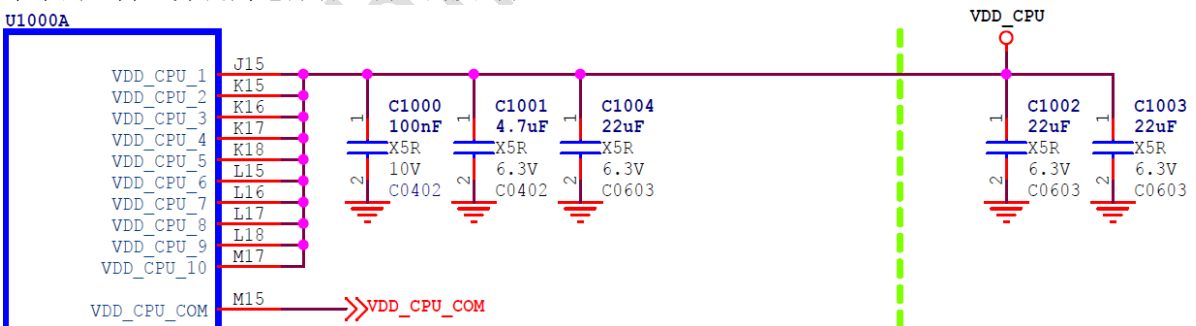 U1000A
VDD_CPU
VDD_CPU_1 J15
VDD_CPU_2 K15
VDD_CPU_3 K16
VDD_CPU_4 K17
VDD_CPU_5 K18
VDD_CPU_6 L15
VDD_CPU_7 L16
VDD_CPU_8 L17
VDD_CPU_9 L18
VDD_CPU_10 M17
VDD_CPU_COM M15
VDD_CPU_COM
1
C1000
100nF
X5R
10V
C0402
2
1
C1001
4.7uF
X5R
6.3V
C0402
2
1
C1004
22uF
X5R
6.3V
C0603
2
1
C1002
22uF
X5R
6.3V
C0603
2
1
C1003
22uF
X5R
6.3V
C0603
2